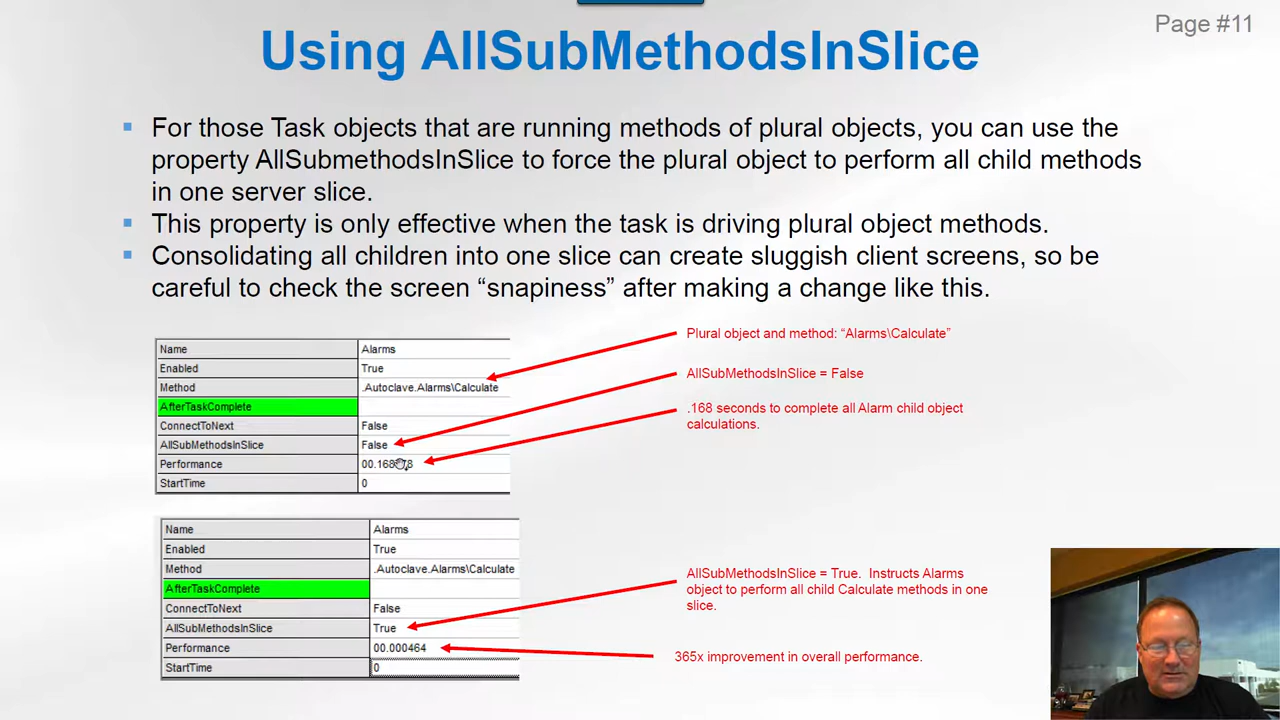 Page #11
Using AllSubMethodsInSlice
For those Task objects that are running methods of plural objects, you can use the
property AllSubmethodsInSlice to force the plural object to perform all child methods
in one server slice.
This property is only effective when the task is driving plural object methods.
Consolidating all children into one slice can create sluggish client screens, so be
careful to check the screen “snapiness” after making a change like this.
Name Alarms
Enabled True
Method .Autoclave.Alarms\Calculate
AfterTaskComplete
ConnectToNext False
AllSubMethodsInSlice False
Performance
StartTime 0
Plural object and method: “Alarms\Calculate”
AllSubMethodsInSlice = False
.168 seconds to complete all Alarm child object
calculations.
Name Alarms
Enabled True
Method .Autoclave.Alarms\Calculate
AfterTaskComplete
ConnectToNext False
AllSubMethodsInSlice True
Performance 00.000464
StartTime 0
AllSubMethodsInSlice = True. Instructs Alarms
object to perform all child Calculate methods in one
slice.
365x improvement in overall performance.